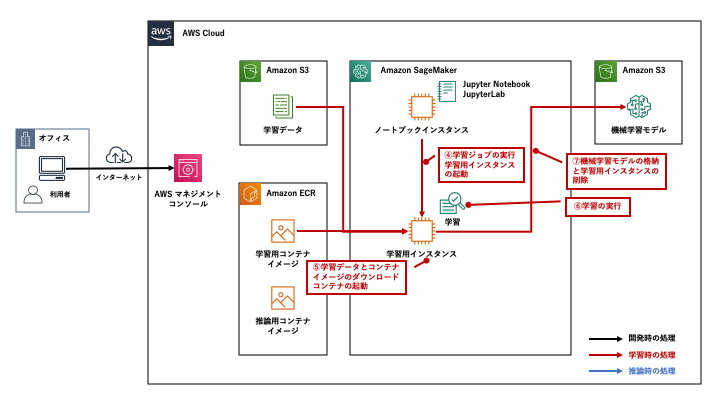 aws
AWS Cloud
Amazon S3
学習データ
Amazon SageMaker
Jupyter Notebook
JupyterLab
ノートブックインスタンス
Amazon S3
機械学習モデル
オフィス
利用者
インターネット
AWS マネジメント
コンソール
④学習ジョブの実行
学習用インスタンス
の起動
⑦機械学習モデルの格納
と学習用インスタンスの
削除
Amazon ECR
学習用コンテナ
イメージ
学習
⑥学習の実行
学習用インスタンス
⑤学習データとコンテナ
イメージのダウンロード
コンテナの起動
推論用コンテナ
イメージ
開発時の処理
学習時の処理
推論時の処理